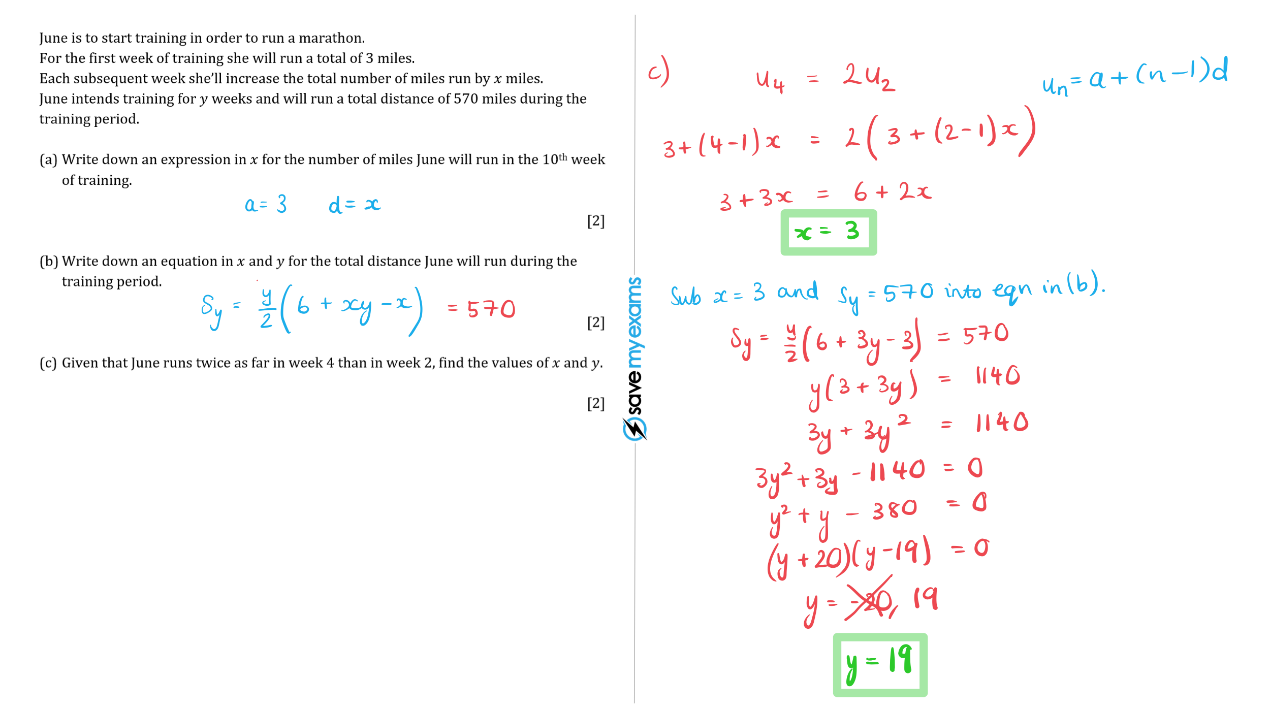 June is to start training in order to run a marathon.
For the first week of training she will run a total of 3 miles.
Each subsequent week she'll increase the total number of miles run by x miles.
June intends training for y weeks and will run a total distance of 570 miles during the
training period.
(a) Write down an expression in x for the number of miles June will run in the 10th week
of training.
a = 3 d = x
[2]
(b) Write down an equation in x and y for the total distance June will run during the
training period.
Sy = y/2 (6 + xy - x) = 570
[2]
(c) Given that June runs twice as far in week 4 than in week 2, find the values of x and y.
[2]
savemyexams
c) u4 = 2u2 un = a + (n-1)d
3 + (4-1)x = 2(3 + (2-1)x)
3 + 3x = 6 + 2x
x = 3
Sub x = 3 and Sy = 570 into eqn in (b).
Sy = y/2 (6 + 3y - 3) = 570
y(3 + 3y) = 1140
3y + 3y² = 1140
3y² + 3y - 1140 = 0
y² + y - 380 = 0
(y + 20)(y - 19) = 0
y = -20, 19
y = 19